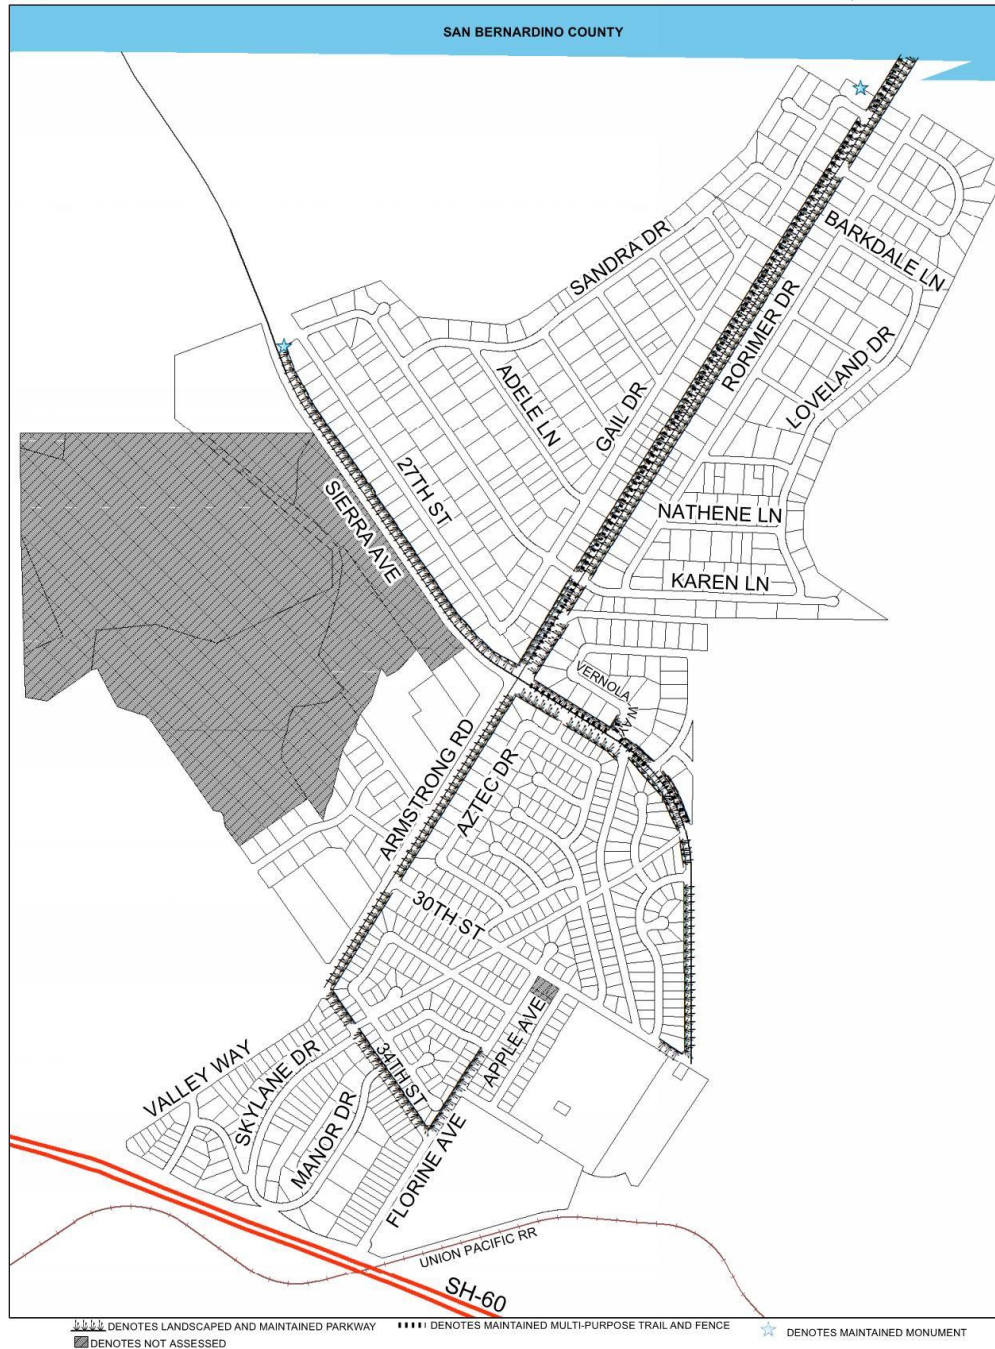 SAN BERNARDINO COUNTY
SANDRA DR
BARKDALE LN
RORIMER DR
LOVELAND DR
ADELE LN
GAIL DR
27TH ST
SIERRA AVE
NATHENE LN
KAREN LN
VERNOLA WAY
ARMSTRONG RD
AZTEC DR
30TH ST
APPLE AVE
34TH ST
VALLEY WAY
SKYLANE DR
MANOR DR
FLORINE AVE
UNION PACIFIC RR
SH-60
DENOTES LANDSCAPED AND MAINTAINED PARKWAY
DENOTES MAINTAINED MULTI-PURPOSE TRAIL AND FENCE
DENOTES MAINTAINED MONUMENT
DENOTES NOT ASSESSED